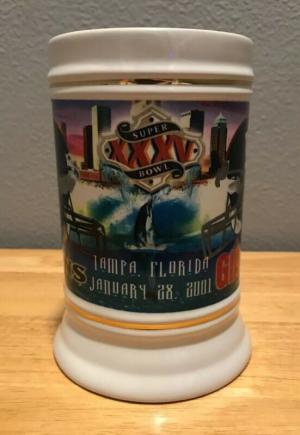 SUPER
XXXV
BOWL
TAMPA, FLORIDA
JANUARY 28, 2001